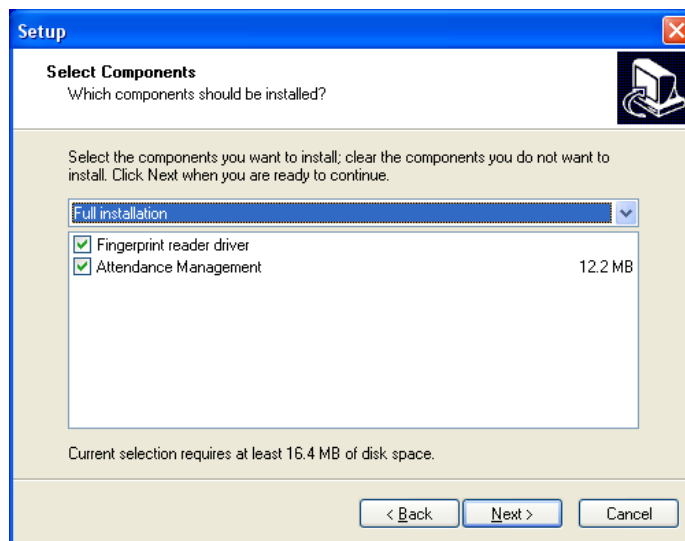 Setup
Select Components
Which components should be installed?
Select the components you want to install; clear the components you do not want to
install. Click Next when you are ready to continue.
Full installation
Fingerprint reader driver
Attendance Management 12.2 MB
Current selection requires at least 16.4 MB of disk space.
< Back Next > Cancel